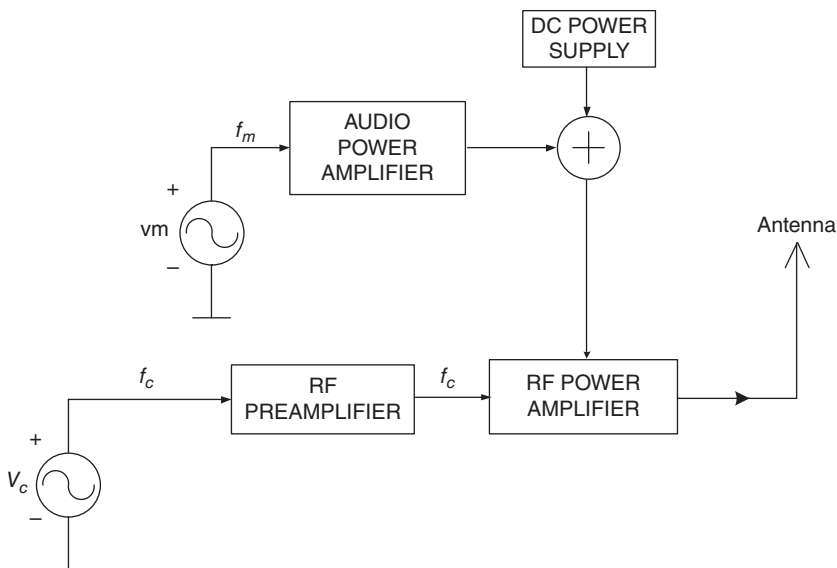 DC POWER
SUPPLY
f_m
AUDIO
POWER
AMPLIFIER
+
+
vm
–
Antenna
f_c
RF
PREAMPLIFIER
f_c
RF POWER
AMPLIFIER
+
V_c
–